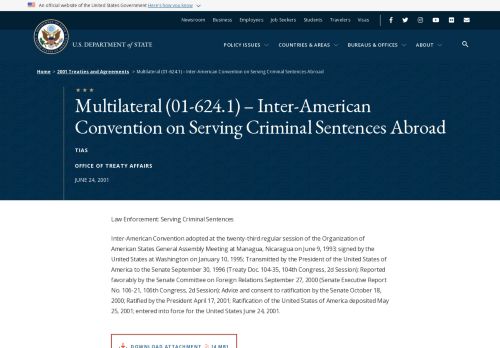 An official website of the United States Government Here's how you know
Newsroom Business Employees Job Seekers Students Travelers Visas
U.S. DEPARTMENT of STATE
POLICY ISSUES COUNTRIES & AREAS BUREAUS & OFFICES ABOUT
Home > 2001 Treaties and Agreements > Multilateral (01-624.1) – Inter-American Convention on Serving Criminal Sentences Abroad
Multilateral (01-624.1) – Inter-American
Convention on Serving Criminal Sentences Abroad
TIAS
OFFICE OF TREATY AFFAIRS
JUNE 24, 2001
Law Enforcement: Serving Criminal Sentences
Inter-American Convention adopted at the twenty-third regular session of the Organization of
American States General Assembly Meeting at Managua, Nicaragua on June 9, 1993; signed by the
United States at Washington on January 10, 1995; Transmitted by the President of the United States
of America to the Senate September 30, 1996 (Treaty Doc. 104-35, 104th Congress, 2d Session); Reported
favorably by the Senate Committee on Foreign Relations September 27, 2000 (Senate Executive Report
No. 106-21, 106th Congress, 2d Session); Advice and consent to ratification by the Senate October 18,
2000; Ratified by the President April 17, 2001; Ratification of the United States of America deposited May
25, 2001; entered into force for the United States June 24, 2001.
DOWNLOAD ATTACHMENT